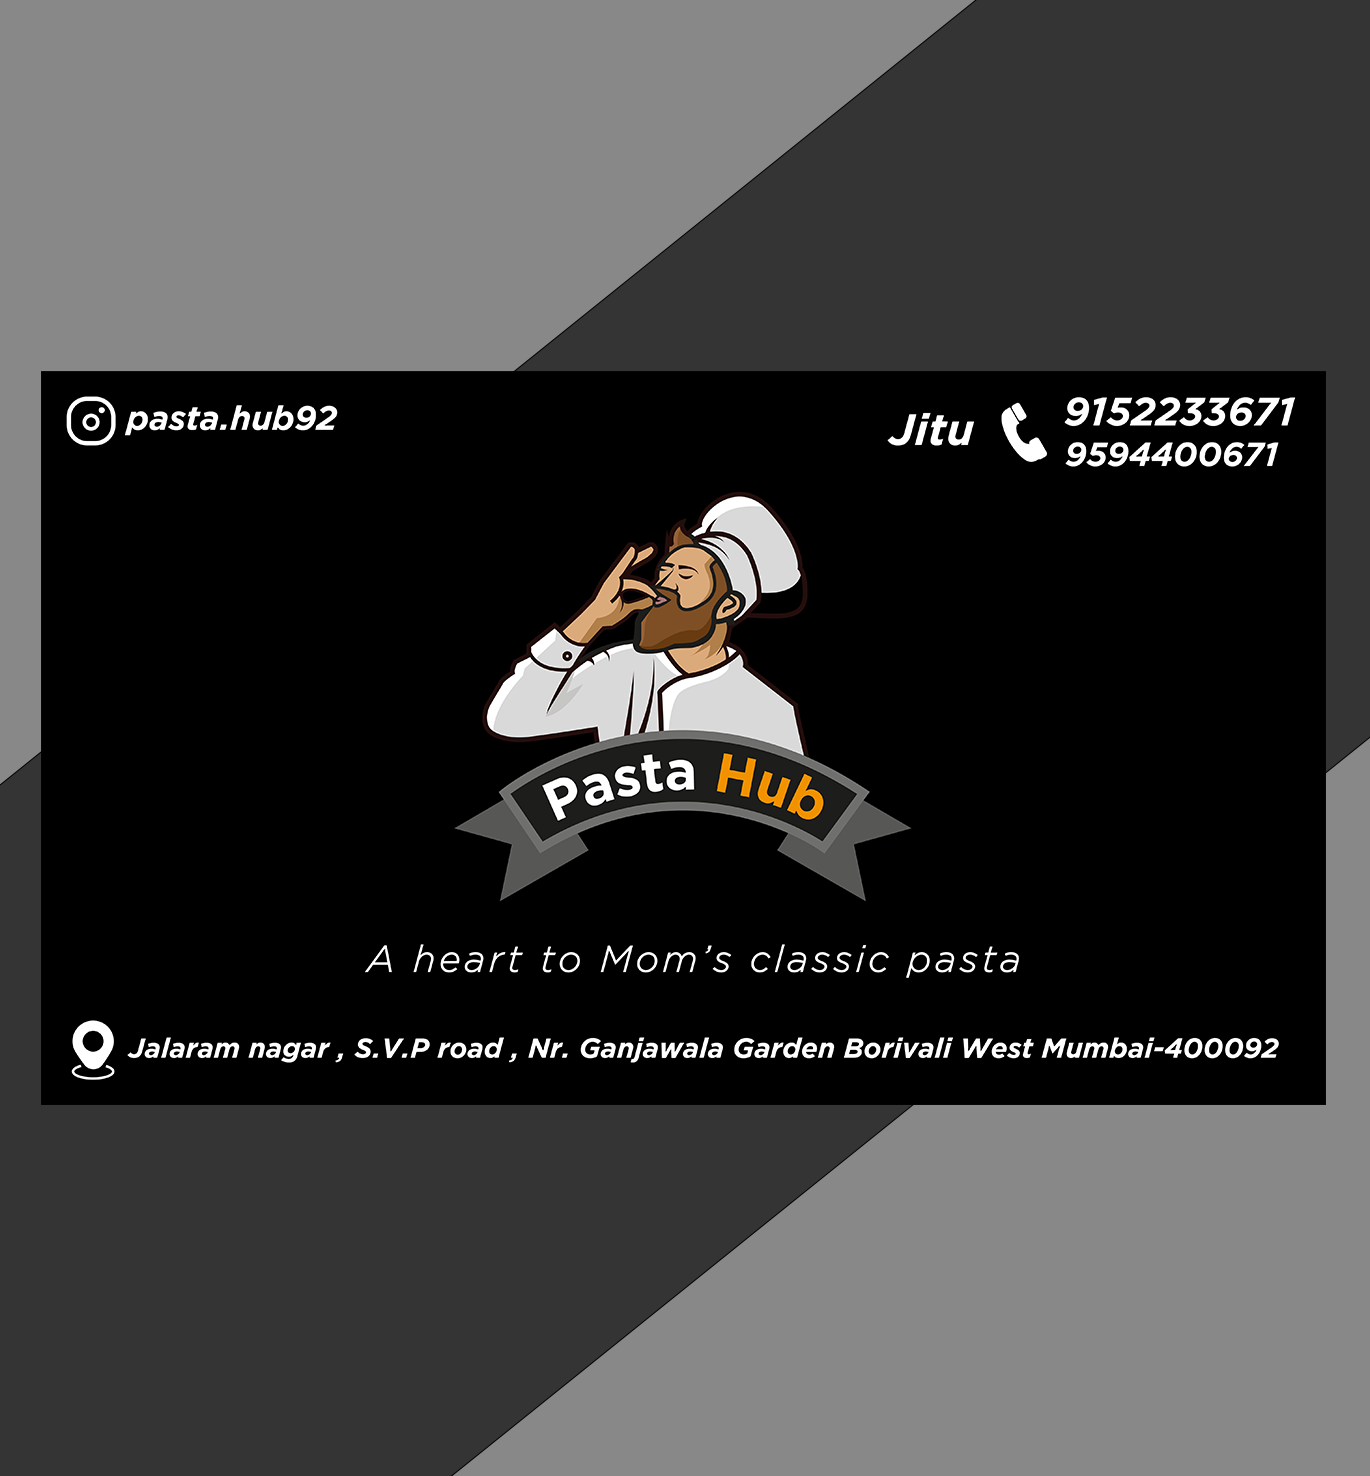 pasta.hub92
Jitu
9152233671
9594400671
Pasta Hub
A heart to Mom’s classic pasta
Jalaram nagar , S.V.P road , Nr. Ganjawala Garden Borivali West Mumbai-400092